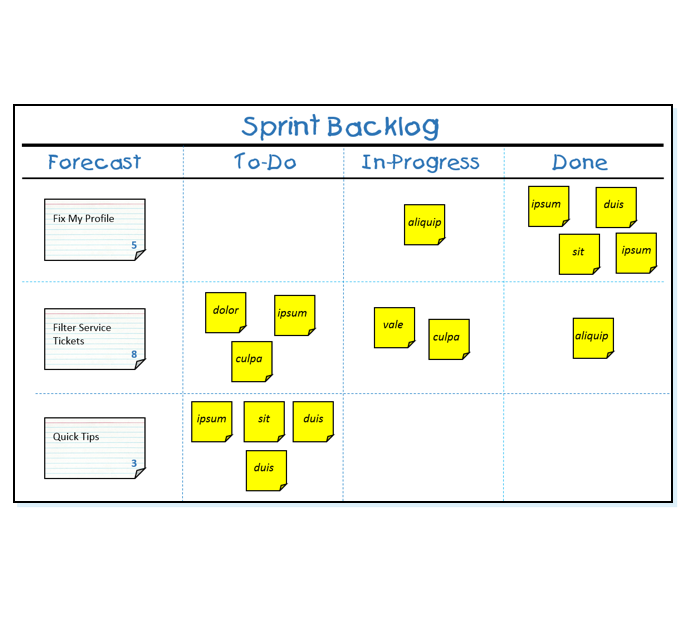 Sprint Backlog
Forecast To-Do In-Progress Done
Fix My Profile
5
aliquip
ipsum duis
sit ipsum
Filter Service
Tickets
8
dolor ipsum
culpa
vale culpa
aliquip
Quick Tips
3
ipsum sit duis
duis